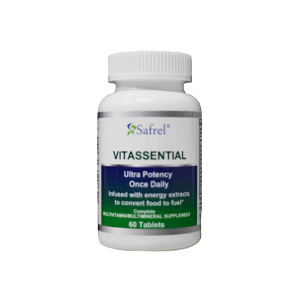 Safrel®
VITASSENTIAL
Ultra Potency
Once Daily
Infused with energy extracts
to convert food to fuel*
Complete
MULTIVITAMIN/MULTIMINERAL SUPPLEMENT
60 Tablets